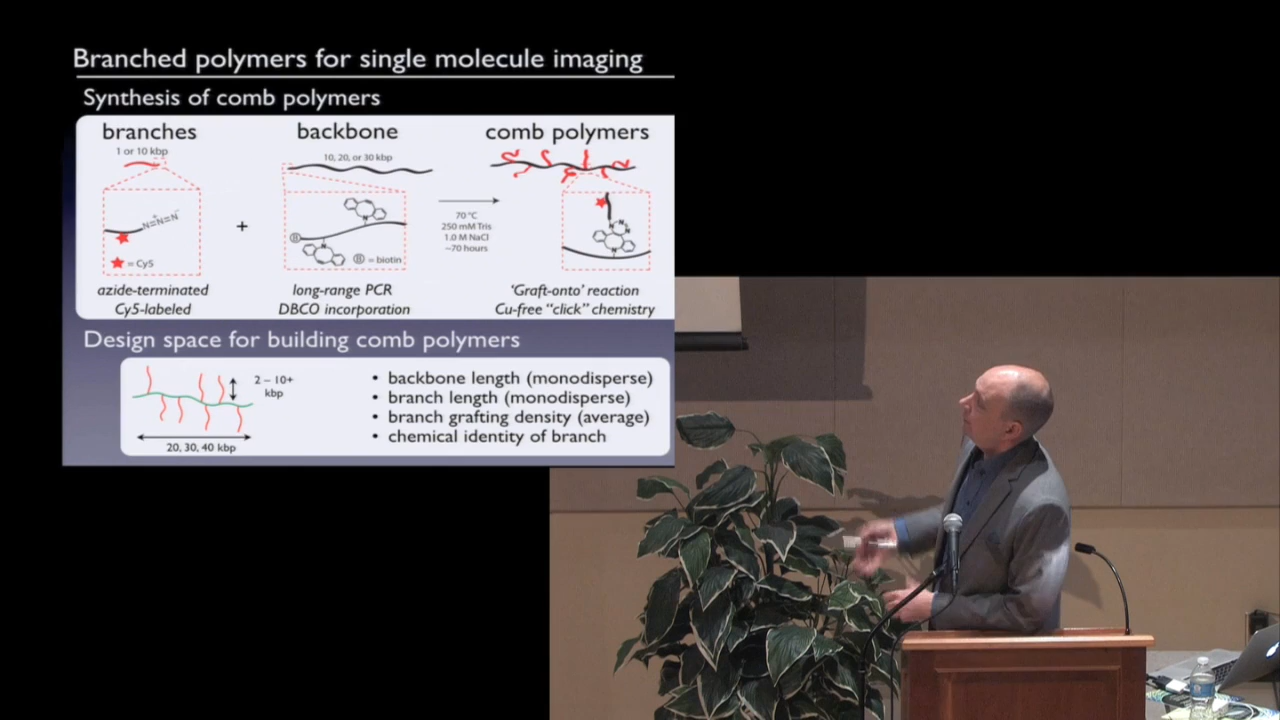 Branched polymers for single molecule imaging
Synthesis of comb polymers
branches
backbone
comb polymers
1 or 10 kbp
10, 20, or 30 kbp
N=N=N
+
70 °C
250 mM Tris
1.0 M NaCl
~70 hours
B
N
N
= Cy5
B = biotin
azide-terminated
Cy5-labeled
long-range PCR
DBCO incorporation
‘Graft-onto’ reaction
Cu-free “click” chemistry
Design space for building comb polymers
2 – 10+
kbp
20, 30, 40 kbp
• backbone length (monodisperse)
• branch length (monodisperse)
• branch grafting density (average)
• chemical identity of branch